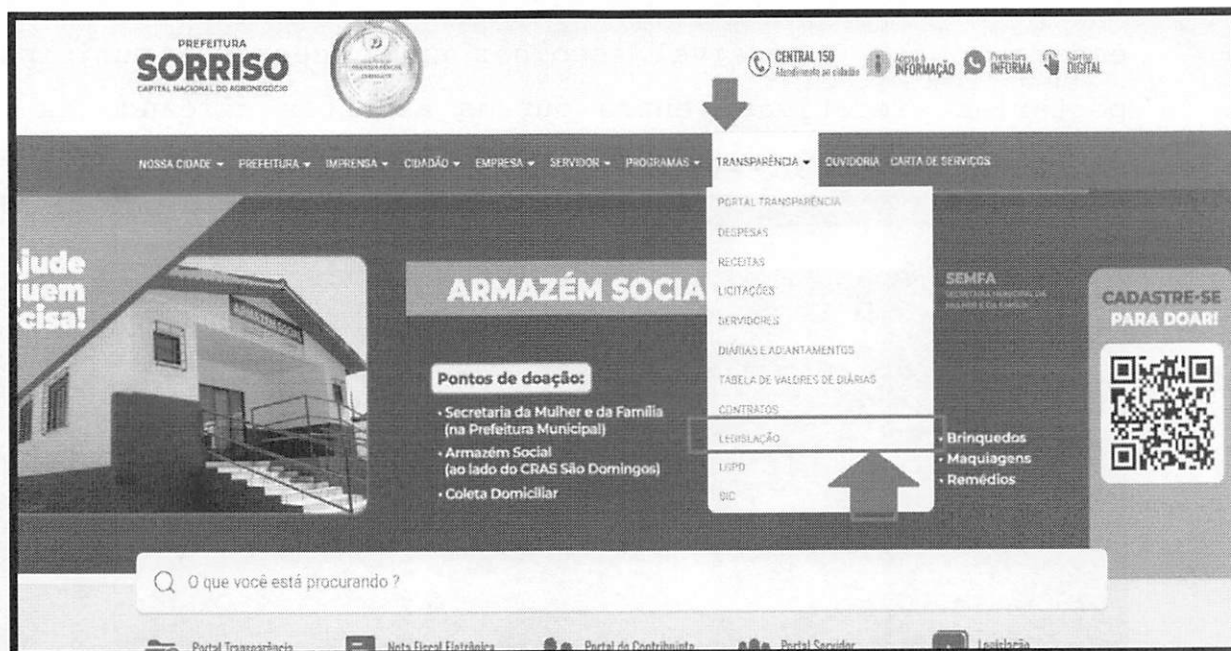 PREFEITURA
SORRISO
CAPITAL NACIONAL DO AGRONEGÓCIO
TRANSPARÊNCIA
CENTRAL 150
Atendimento ao cidadão
Acesso à
INFORMAÇÃO
Prefeitura
INFORMA
Sorriso
DIGITAL
NOSSA CIDADE PREFEITURA IMPRENSA CIDADÃO EMPRESA SERVIDOR PROGRAMAS TRANSPARÊNCIA OUVIDORIA CARTA DE SERVIÇOS
PORTAL TRANSPARÊNCIA
DESPESAS
RECEITAS
LICITAÇÕES
SERVIDORES
DIÁRIAS E ADIANTAMENTOS
TABELA DE VALORES DE DIÁRIAS
CONTRATOS
LEGISLAÇÃO
LGPD
SIC
jude
uem
cisa!
ARMAZÉM SOCIAL
ARMAZÉM SOCIA
Pontos de doação:
• Secretaria da Mulher e da Família
(na Prefeitura Municipal)
• Armazém Social
(ao lado do CRAS São Domingos)
• Coleta Domiciliar
SEMFA
• Brinquedos
• Maquiagens
• Remédios
CADASTRE-SE
PARA DOAR!
O que você está procurando ?
Portal Transparência Nota Fiscal Eletrônica Portal do Contribuinte Portal Servidor Legislação